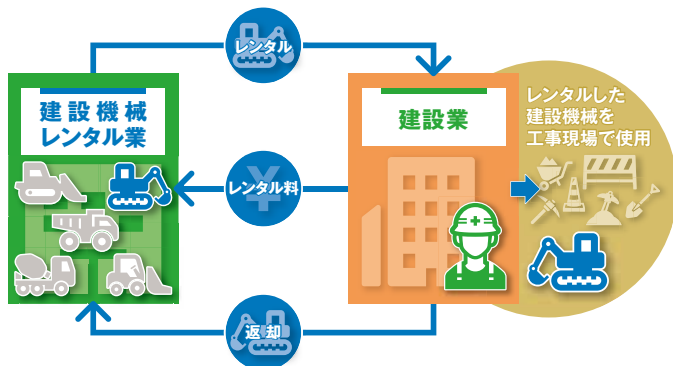 レンタル
建設機械
レンタル業
建設業
レンタルした
建設機械を
工事現場で使用
¥
レンタル料
返却